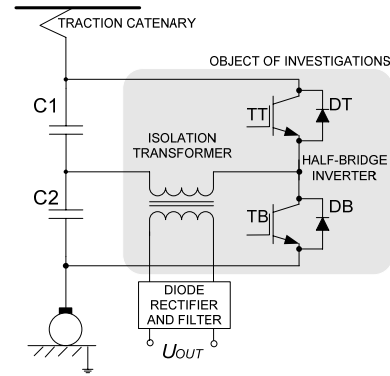 TRACTION CATENARY
OBJECT OF INVESTIGATIONS
C1
DT
TT
ISOLATION
TRANSFORMER
HALF-BRIDGE
INVERTER
C2
DB
TB
DIODE
RECTIFIER
AND FILTER
UOUT